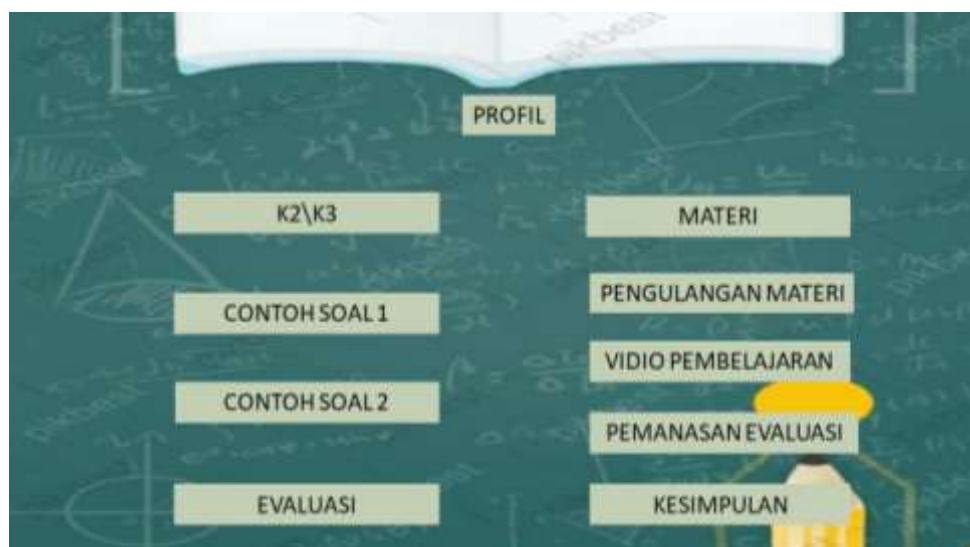 PROFIL
K2\K3
MATERI
CONTOH SOAL 1
PENGULANGAN MATERI
VIDIO PEMBELAJARAN
CONTOH SOAL 2
PEMANASAN EVALUASI
EVALUASI
KESIMPULAN